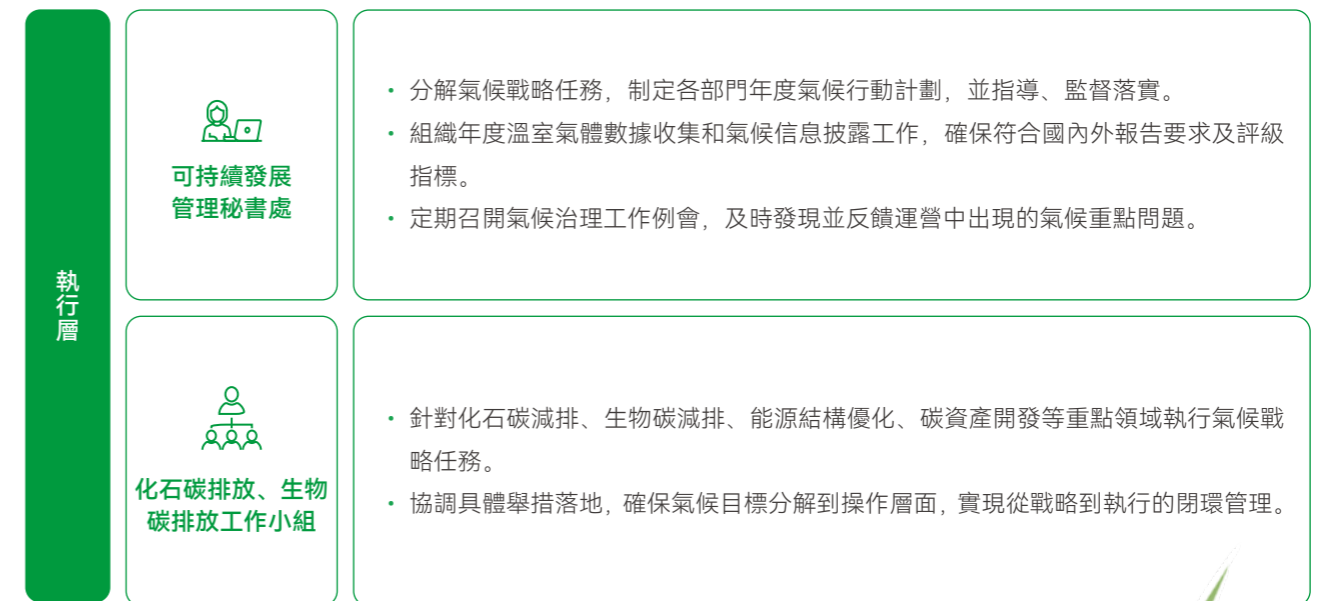 執行層
可持續發展
管理秘書處
• 分解氣候戰略任務，制定各部門年度氣候行動計劃，並指導、監督落實。
• 組織年度溫室氣體數據收集和氣候信息披露工作，確保符合國內外報告要求及評級
指標。
• 定期召開氣候治理工作例會，及時發現並反饋運營中出現的氣候重點問題。
化石碳排放、生物
碳排放工作小組
• 針對化石碳減排、生物碳減排、能源結構優化、碳資產開發等重點領域執行氣候戰
略任務。
• 協調具體舉措落地，確保氣候目標分解到操作層面，實現從戰略到執行的閉環管理。